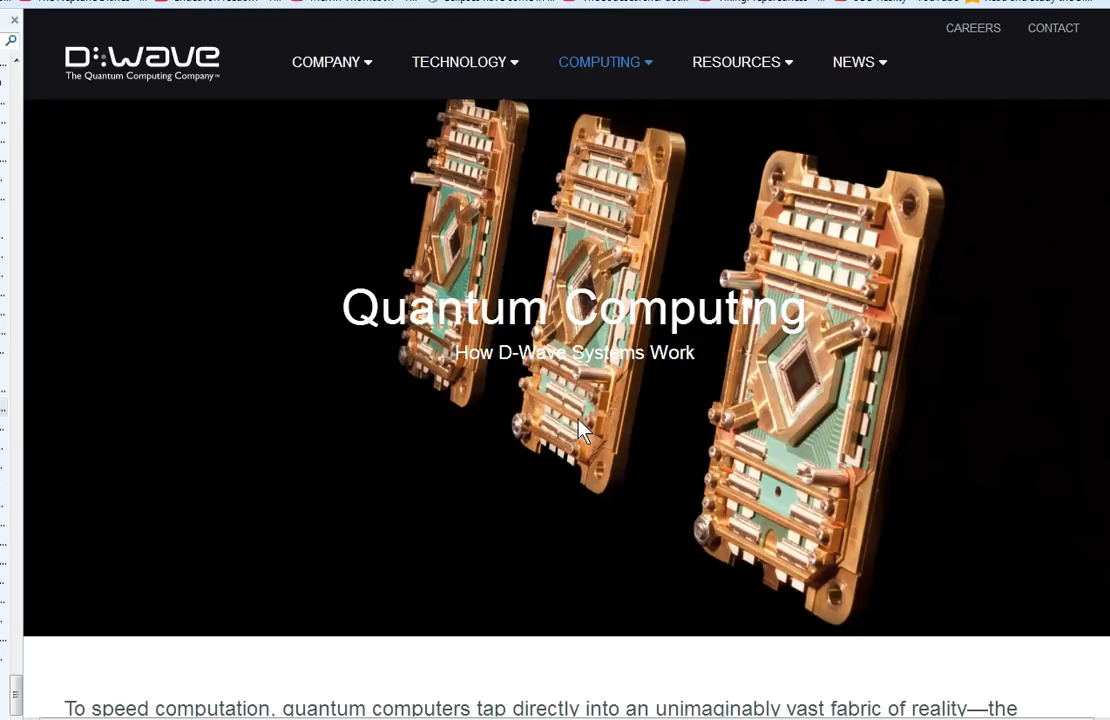 CAREERS CONTACT
D:Wave
The Quantum Computing Company™
COMPANY TECHNOLOGY COMPUTING RESOURCES NEWS
Quantum Computing
How D-Wave Systems Work
To speed computation, quantum computers tap directly into an unimaginably vast fabric of reality—the